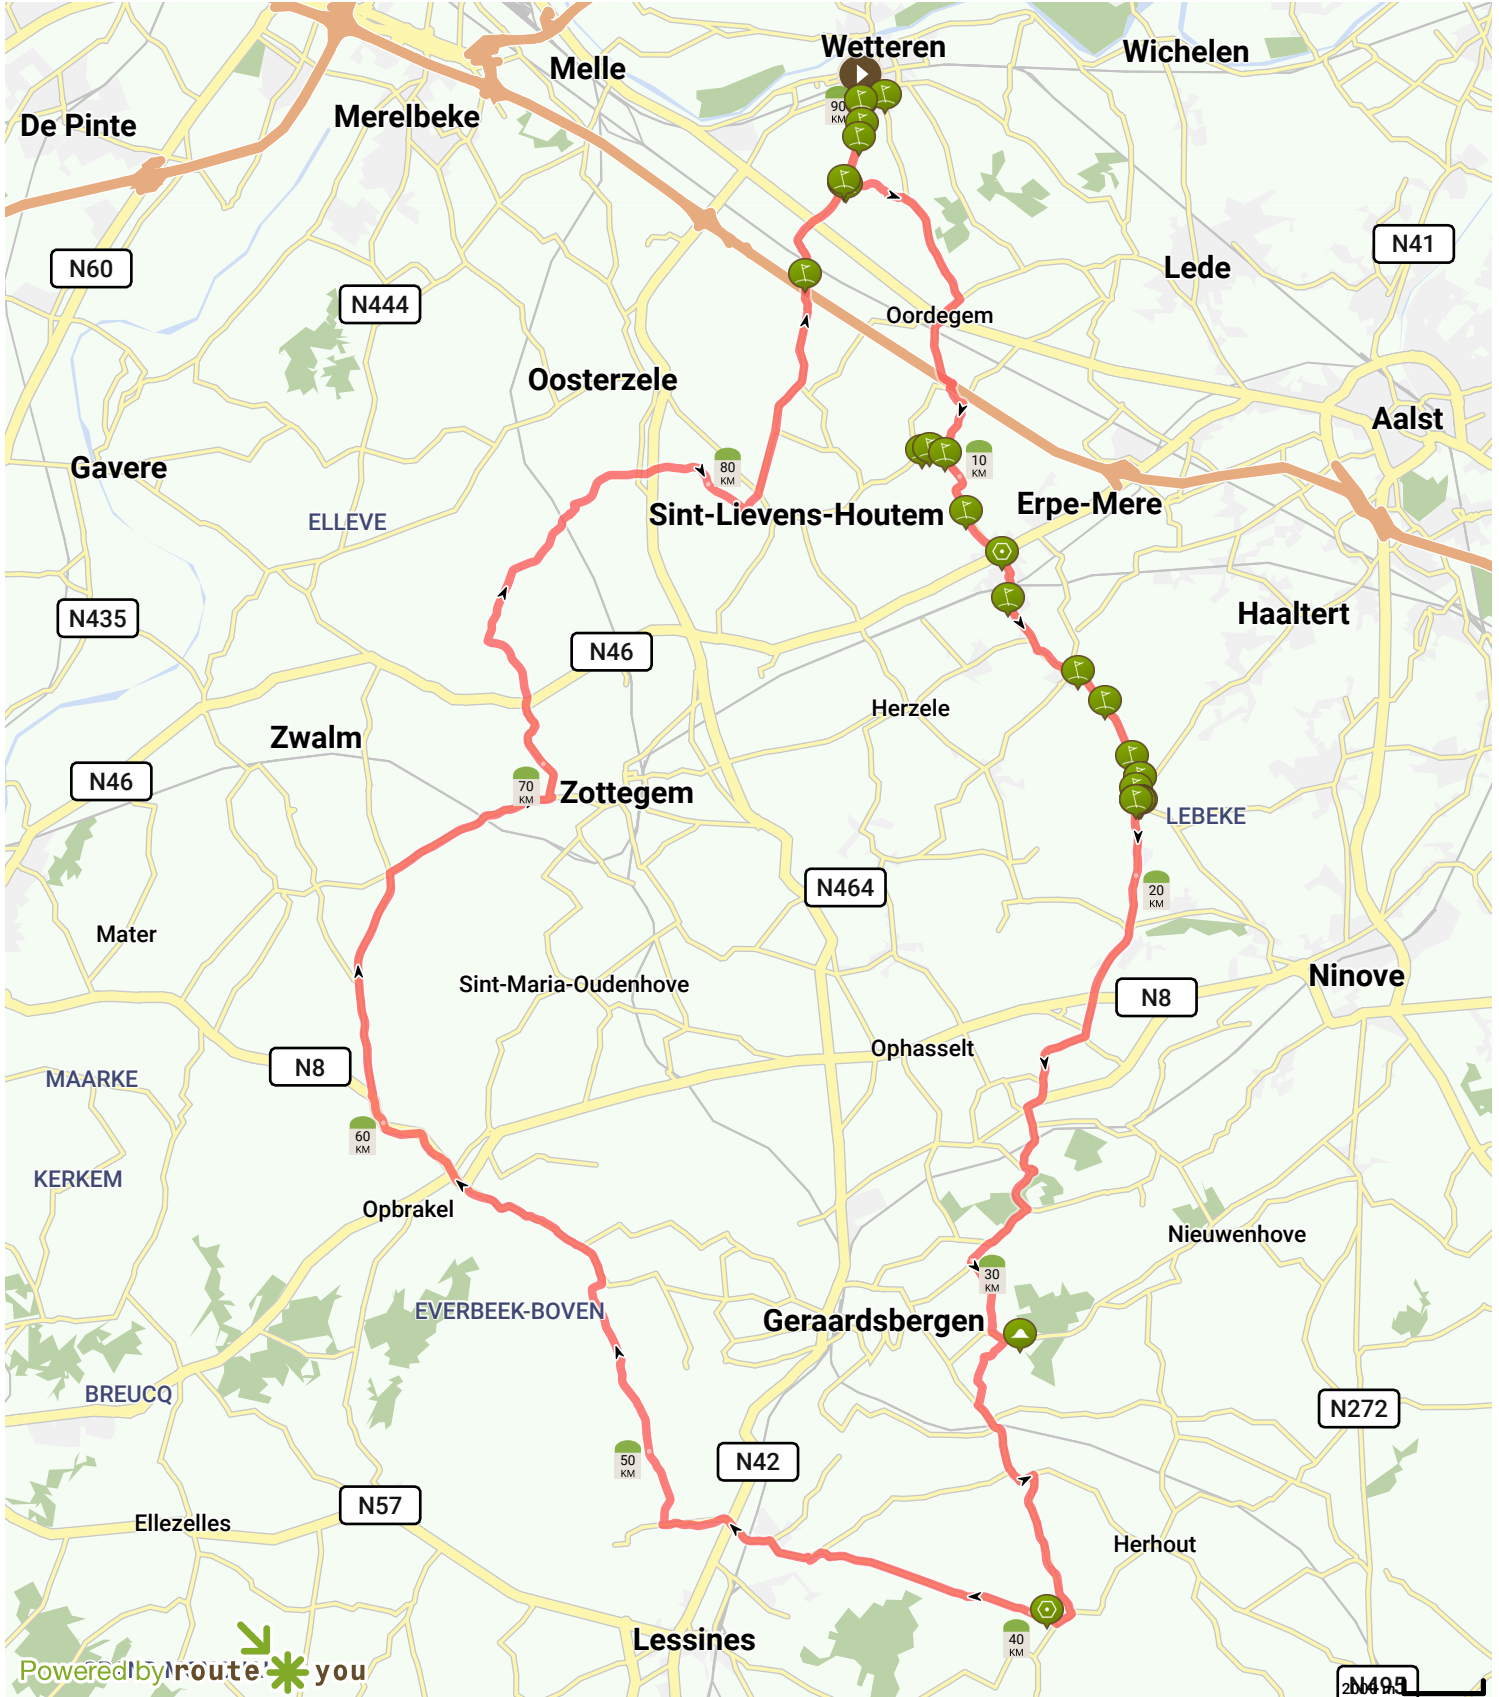 Wetteren
Wichelen
Melle
De Pinte
Merelbeke
90
KM
N60
N41
Lede
N444
Oordegem
Oosterzele
Aalst
Gavere
80
KM
10
KM
ELLEVE
Sint-Lievens-Houtem
Erpe-Mere
N435
Haaltert
N46
Herzele
Zwalm
N46
70
KM
Zottegem
LEBEKE
N464
20
KM
Mater
Sint-Maria-Oudenhove
Ninove
N8
Ophasselt
N8
MAARKE
60
KM
KERKEM
Opbrakel
Nieuwenhove
30
KM
EVERBEEK-BOVEN
Geraardsbergen
BREUCQ
N272
50
KM
N42
N57
Ellezelles
Herhout
Lessines
40
KM
Powered by route you
N495